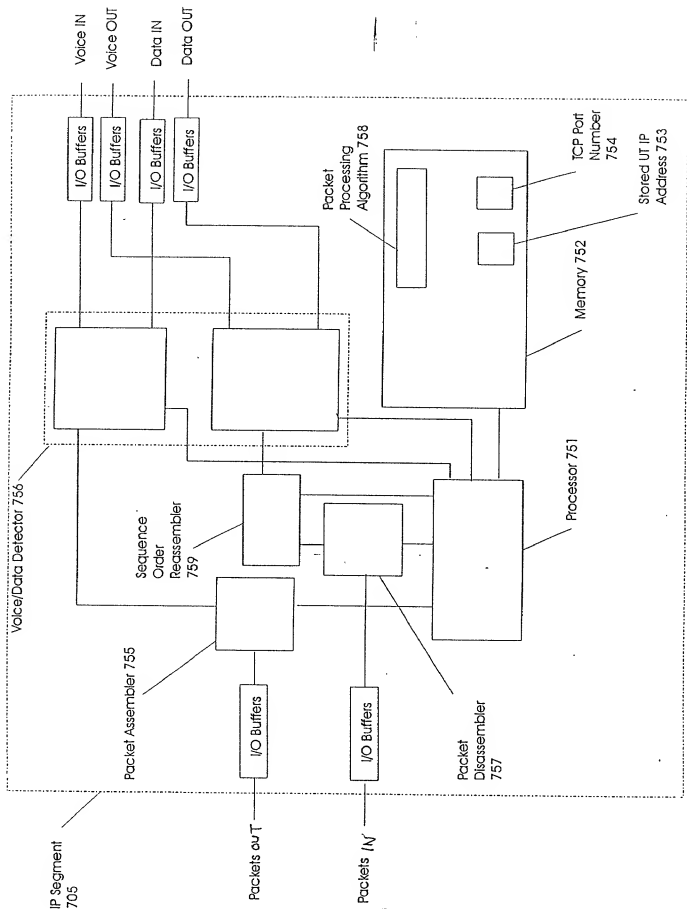 Voice IN
Voice OUT
Data IN
Data OUT
I/O Buffers
I/O Buffers
I/O Buffers
I/O Buffers
Voice/Data Detector 756
Packet
Processing
Algorithm 758
TCP Port
Number
754
Stored UT IP
Address 753
Memory 752
Sequence
Order
Reassembler
759
Processor 751
Packet Assembler 755
Packet
Disassembler
757
I/O Buffers
I/O Buffers
IP Segment
705
Packets OUT
Packets IN